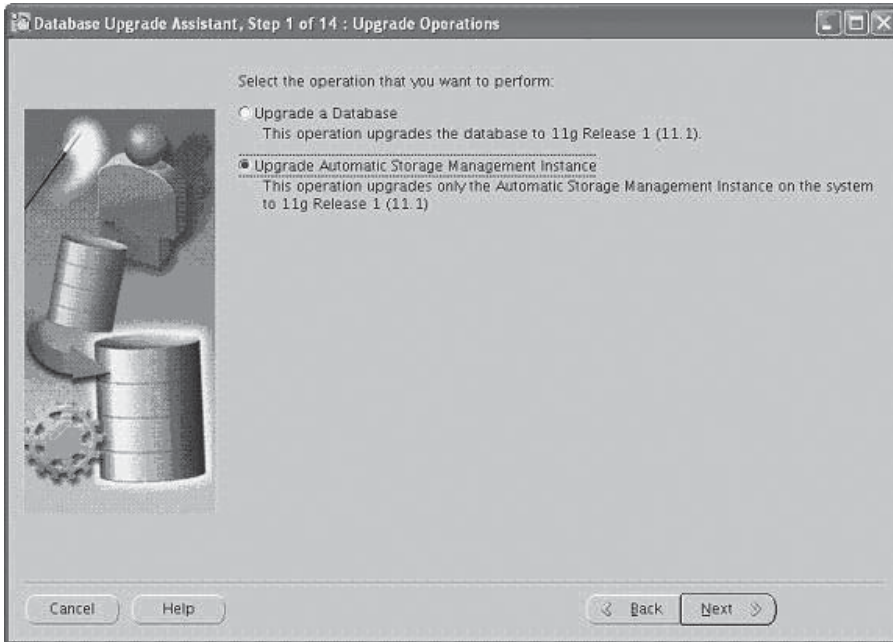 Database Upgrade Assistant, Step 1 of 14 : Upgrade Operations
Select the operation that you want to perform:
Upgrade a Database
This operation upgrades the database to 11g Release 1 (11.1).
Upgrade Automatic Storage Management Instance
This operation upgrades only the Automatic Storage Management Instance on the system
to 11g Release 1 (11.1)
Cancel
Help
Back
Next